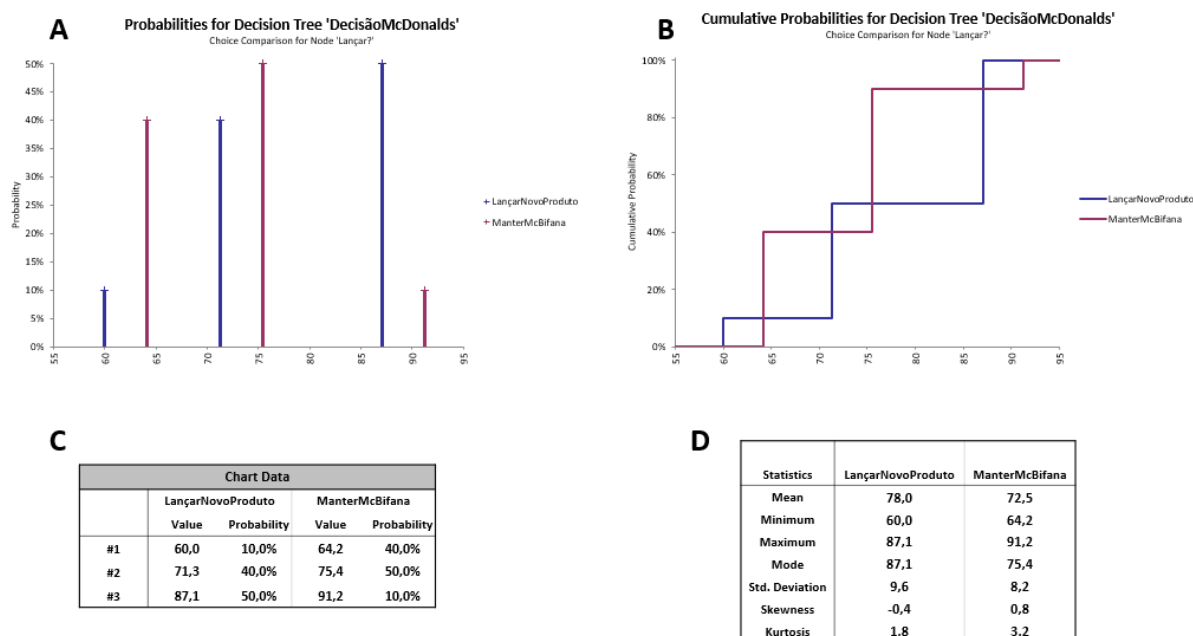 A
Probabilities for Decision Tree 'DecisãoMcDonalds'
Choice Comparison for Node 'Lançar?'
50%
45%
40%
35%
30%
25%
20%
15%
10%
5%
0%
Probability
55 60 65 70 75 80 85 90 95
LançarNovoProduto
ManterMcBifana
B
Cumulative Probabilities for Decision Tree 'DecisãoMcDonalds'
Choice Comparison for Node 'Lançar?'
100%
80%
60%
40%
20%
0%
Cumulative Probability
55 60 65 70 75 80 85 90 95
LançarNovoProduto
ManterMcBifana
C
Chart Data
LançarNovoProduto ManterMcBifana
Value Probability Value Probability
#1 60,0 10,0% 64,2 40,0%
#2 71,3 40,0% 75,4 50,0%
#3 87,1 50,0% 91,2 10,0%
D
Statistics LançarNovoProduto ManterMcBifana
Mean 78,0 72,5
Minimum 60,0 64,2
Maximum 87,1 91,2
Mode 87,1 75,4
Std. Deviation 9,6 8,2
Skewness -0,4 0,8
Kurtosis 1,8 3,2